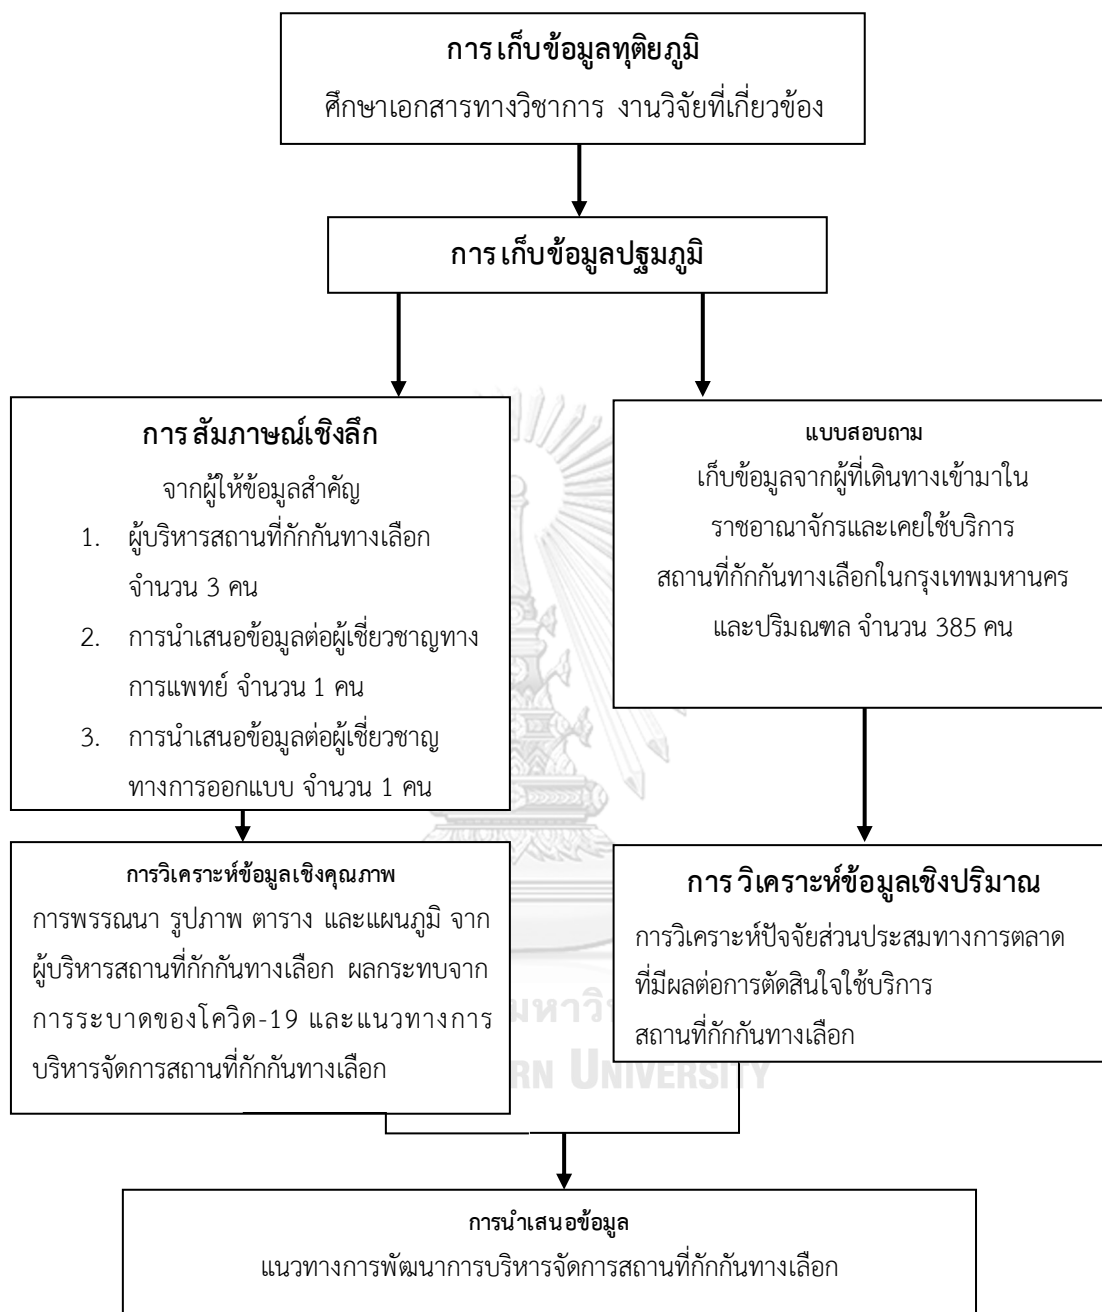 การเก็บข้อมูลทุติยภูมิ
ศึกษาเอกสารทางวิชาการ งานวิจัยที่เกี่ยวข้อง
การเก็บข้อมูลปฐมภูมิ
การสัมภาษณ์เชิงลึก
จากผู้ให้ข้อมูลสำคัญ
1. ผู้บริหารสถานที่กักกันทางเลือก
จำนวน 3 คน
2. การนำเสนอข้อมูลต่อผู้เชี่ยวชาญทาง
การแพทย์ จำนวน 1 คน
3. การนำเสนอข้อมูลต่อผู้เชี่ยวชาญ
ทางการออกแบบ จำนวน 1 คน
แบบสอบถาม
เก็บข้อมูลจากผู้ที่เดินทางเข้ามาใน
ราชอาณาจักรและเคยใช้บริการ
สถานที่กักกันทางเลือกในกรุงเทพมหานคร
และปริมณฑล จำนวน 385 คน
การวิเคราะห์ข้อมูลเชิงคุณภาพ
การพรรณนา รูปภาพ ตาราง และแผนภูมิ จาก
ผู้บริหารสถานที่กักกันทางเลือก ผลกระทบจาก
การระบาดของโควิด-19 และแนวทางการ
บริหารจัดการสถานที่กักกันทางเลือก
การวิเคราะห์ข้อมูลเชิงปริมาณ
การวิเคราะห์ปัจจัยส่วนประสมทางการตลาด
ที่มีผลต่อการตัดสินใจใช้บริการ
สถานที่กักกันทางเลือก
UNIVERSITY
การนำเสนอข้อมูล
แนวทางการพัฒนาการบริหารจัดการสถานที่กักกันทางเลือก